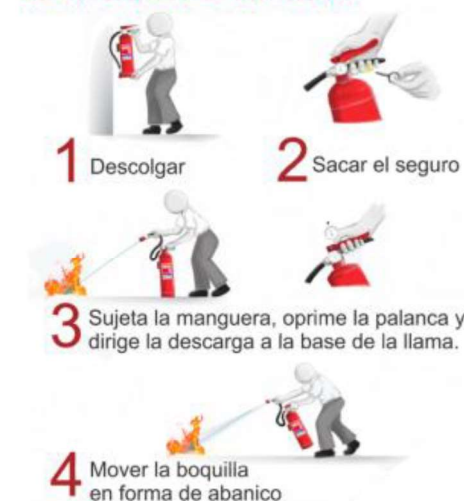 1 Descolgar
2 Sacar el seguro
3 Sujeta la manguera, oprime la palanca y
dirige la descarga a la base de la llama.
4 Mover la boquilla
en forma de abanico